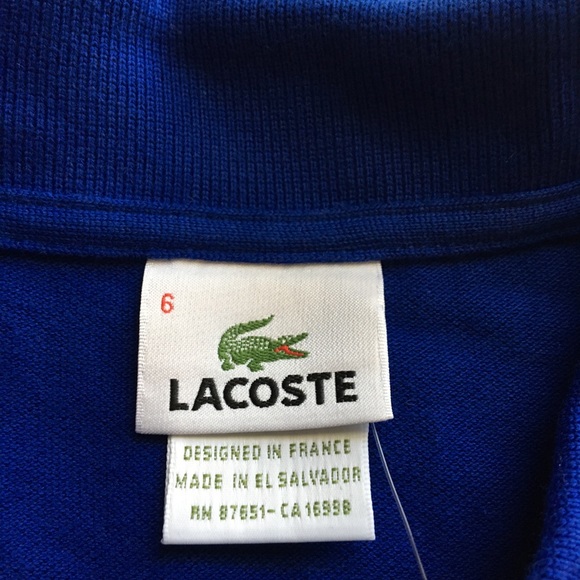 6
LACOSTE
DESIGNED IN FRANCE
MADE IN EL SALVADOR
RN 87651-CA 16998